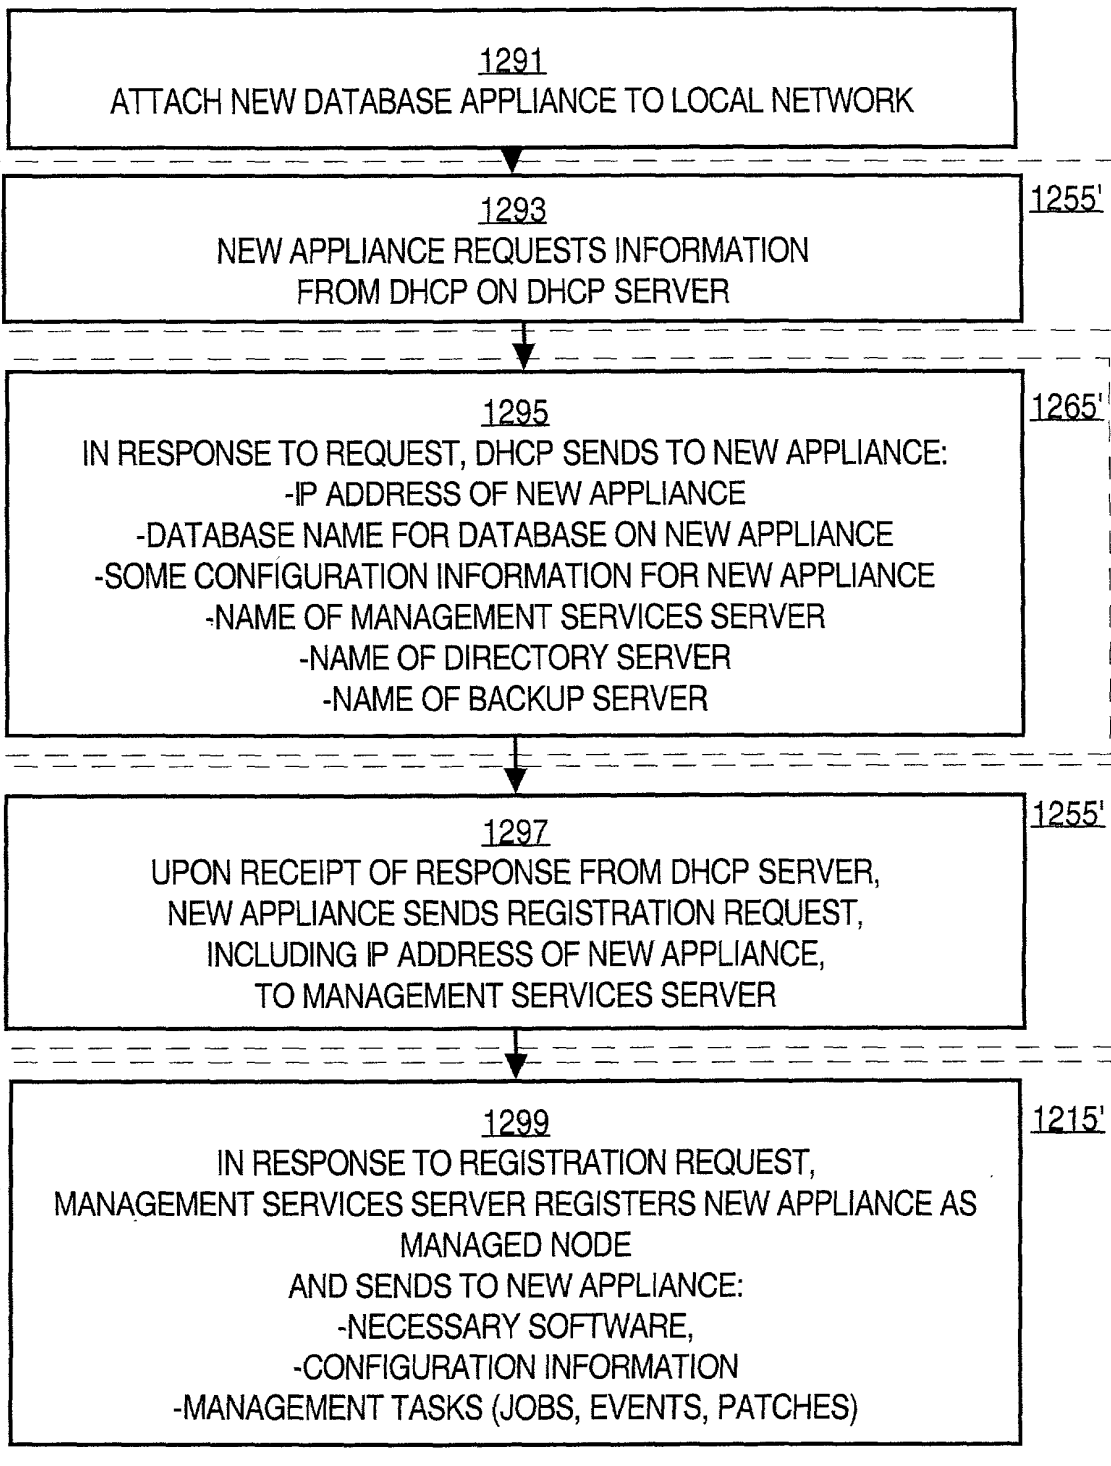 1291
ATTACH NEW DATABASE APPLIANCE TO LOCAL NETWORK
1255'
1293
NEW APPLIANCE REQUESTS INFORMATION
FROM DHCP ON DHCP SERVER
1265'
1295
IN RESPONSE TO REQUEST, DHCP SENDS TO NEW APPLIANCE:
-IP ADDRESS OF NEW APPLIANCE
-DATABASE NAME FOR DATABASE ON NEW APPLIANCE
-SOME CONFIGURATION INFORMATION FOR NEW APPLIANCE
-NAME OF MANAGEMENT SERVICES SERVER
-NAME OF DIRECTORY SERVER
-NAME OF BACKUP SERVER
1255'
1297
UPON RECEIPT OF RESPONSE FROM DHCP SERVER,
NEW APPLIANCE SENDS REGISTRATION REQUEST,
INCLUDING IP ADDRESS OF NEW APPLIANCE,
TO MANAGEMENT SERVICES SERVER
1215'
1299
IN RESPONSE TO REGISTRATION REQUEST,
MANAGEMENT SERVICES SERVER REGISTERS NEW APPLIANCE AS
MANAGED NODE
AND SENDS TO NEW APPLIANCE:
-NECESSARY SOFTWARE,
-CONFIGURATION INFORMATION
-MANAGEMENT TASKS (JOBS, EVENTS, PATCHES)